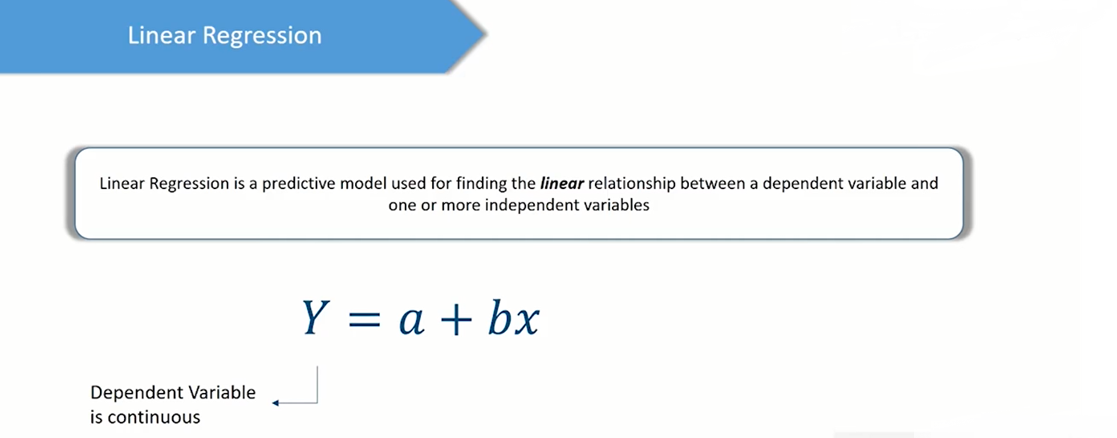 Linear Regression
Linear Regression is a predictive model used for finding the linear relationship between a dependent variable and
one or more independent variables
Y = a + bx
Dependent Variable
is continuous